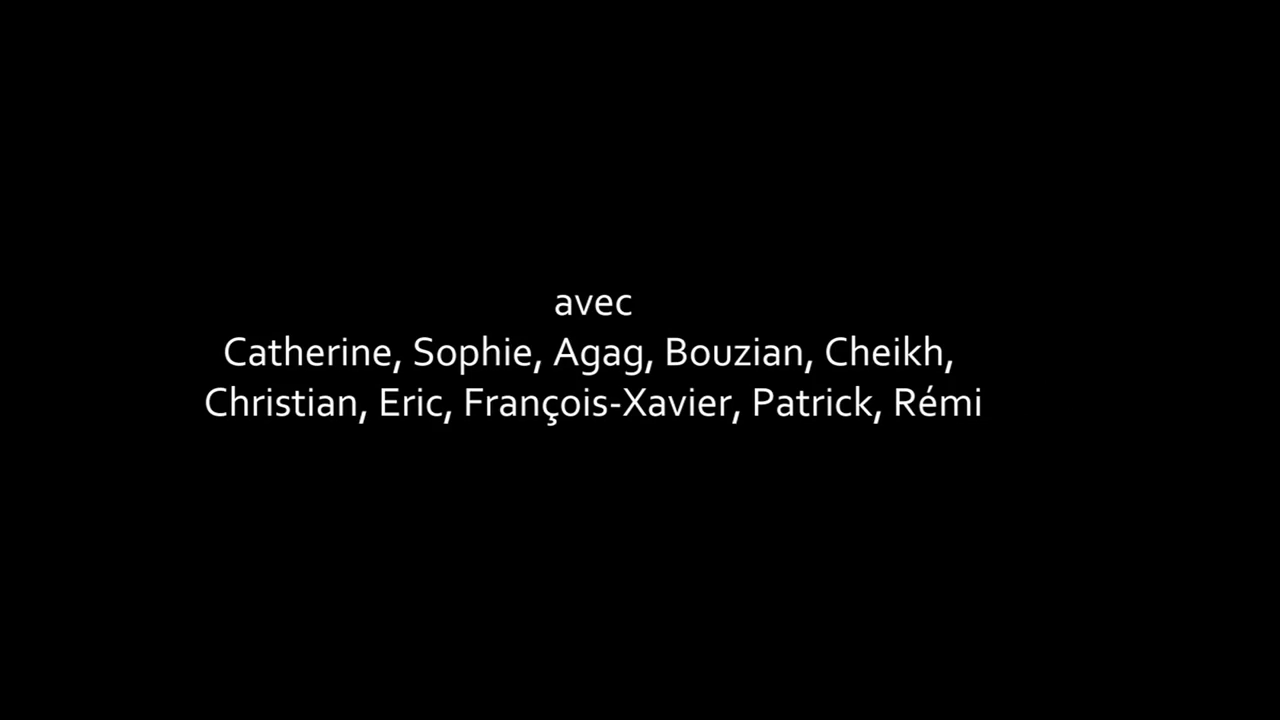 avec
Catherine, Sophie, Agag, Bouzian, Cheikh,
Christian, Eric, François-Xavier, Patrick, Rémi